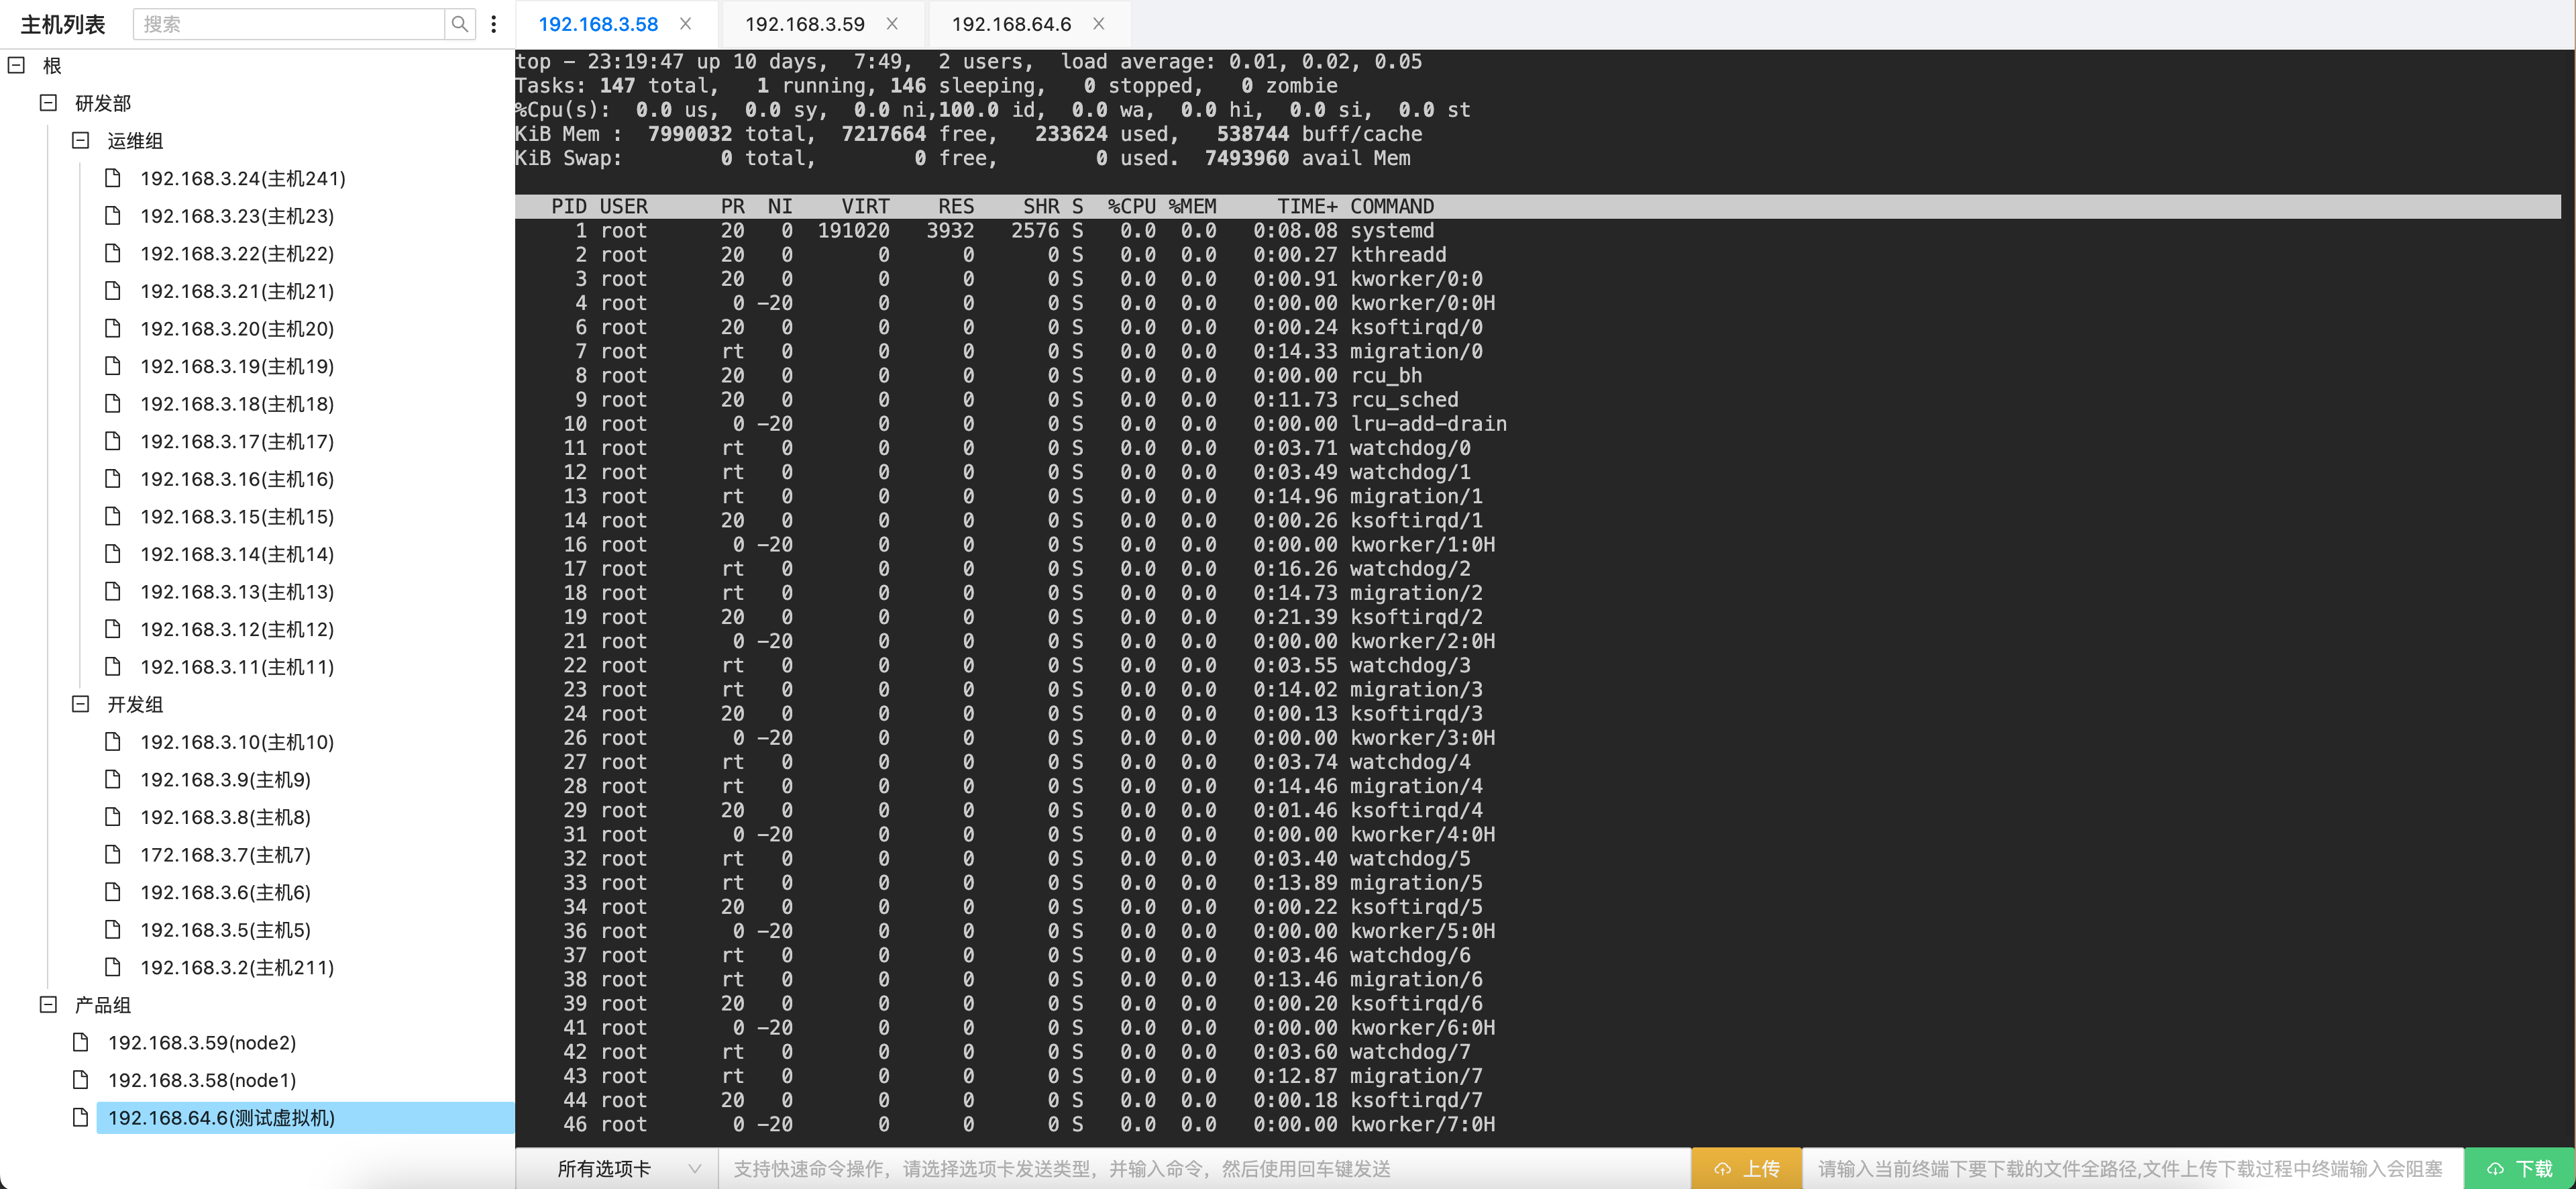 主机列表
搜索
根
研发部
运维组
192.168.3.24(主机241)
192.168.3.23(主机23)
192.168.3.22(主机22)
192.168.3.21(主机21)
192.168.3.20(主机20)
192.168.3.19(主机19)
192.168.3.18(主机18)
192.168.3.17(主机17)
192.168.3.16(主机16)
192.168.3.15(主机15)
192.168.3.14(主机14)
192.168.3.13(主机13)
192.168.3.12(主机12)
192.168.3.11(主机11)
开发组
192.168.3.10(主机10)
192.168.3.9(主机9)
192.168.3.8(主机8)
172.168.3.7(主机7)
192.168.3.6(主机6)
192.168.3.5(主机5)
192.168.3.2(主机211)
产品组
192.168.3.59(node2)
192.168.3.58(node1)
192.168.64.6(测试虚拟机)
192.168.3.58 192.168.3.59 192.168.64.6
top - 23:19:47 up 10 days,  7:49,  2 users,  load average: 0.01, 0.02, 0.05
Tasks: 147 total,   1 running, 146 sleeping,   0 stopped,   0 zombie
%Cpu(s):  0.0 us,  0.0 sy,  0.0 ni,100.0 id,  0.0 wa,  0.0 hi,  0.0 si,  0.0 st
KiB Mem :  7990032 total,  7217664 free,   233624 used,   538744 buff/cache
KiB Swap:        0 total,        0 free,        0 used.  7493960 avail Mem
PID USER      PR  NI    VIRT    RES    SHR S  %CPU %MEM     TIME+ COMMAND
1 root      20   0  191020   3932   2576 S   0.0  0.0   0:08.08 systemd
2 root      20   0       0      0      0 S   0.0  0.0   0:00.27 kthreadd
3 root      20   0       0      0      0 S   0.0  0.0   0:00.91 kworker/0:0
4 root       0 -20       0      0      0 S   0.0  0.0   0:00.00 kworker/0:0H
6 root      20   0       0      0      0 S   0.0  0.0   0:00.24 ksoftirqd/0
7 root      rt   0       0      0      0 S   0.0  0.0   0:14.33 migration/0
8 root      20   0       0      0      0 S   0.0  0.0   0:00.00 rcu_bh
9 root      20   0       0      0      0 S   0.0  0.0   0:11.73 rcu_sched
10 root       0 -20       0      0      0 S   0.0  0.0   0:00.00 lru-add-drain
11 root      rt   0       0      0      0 S   0.0  0.0   0:03.71 watchdog/0
12 root      rt   0       0      0      0 S   0.0  0.0   0:03.49 watchdog/1
13 root      rt   0       0      0      0 S   0.0  0.0   0:14.96 migration/1
14 root      20   0       0      0      0 S   0.0  0.0   0:00.26 ksoftirqd/1
16 root       0 -20       0      0      0 S   0.0  0.0   0:00.00 kworker/1:0H
17 root      rt   0       0      0      0 S   0.0  0.0   0:16.26 watchdog/2
18 root      rt   0       0      0      0 S   0.0  0.0   0:14.73 migration/2
19 root      20   0       0      0      0 S   0.0  0.0   0:21.39 ksoftirqd/2
21 root       0 -20       0      0      0 S   0.0  0.0   0:00.00 kworker/2:0H
22 root      rt   0       0      0      0 S   0.0  0.0   0:03.55 watchdog/3
23 root      rt   0       0      0      0 S   0.0  0.0   0:14.02 migration/3
24 root      20   0       0      0      0 S   0.0  0.0   0:00.13 ksoftirqd/3
26 root       0 -20       0      0      0 S   0.0  0.0   0:00.00 kworker/3:0H
27 root      rt   0       0      0      0 S   0.0  0.0   0:03.74 watchdog/4
28 root      rt   0       0      0      0 S   0.0  0.0   0:14.46 migration/4
29 root      20   0       0      0      0 S   0.0  0.0   0:01.46 ksoftirqd/4
31 root       0 -20       0      0      0 S   0.0  0.0   0:00.00 kworker/4:0H
32 root      rt   0       0      0      0 S   0.0  0.0   0:03.40 watchdog/5
33 root      rt   0       0      0      0 S   0.0  0.0   0:13.89 migration/5
34 root      20   0       0      0      0 S   0.0  0.0   0:00.22 ksoftirqd/5
36 root       0 -20       0      0      0 S   0.0  0.0   0:00.00 kworker/5:0H
37 root      rt   0       0      0      0 S   0.0  0.0   0:03.46 watchdog/6
38 root      rt   0       0      0      0 S   0.0  0.0   0:13.46 migration/6
39 root      20   0       0      0      0 S   0.0  0.0   0:00.20 ksoftirqd/6
41 root       0 -20       0      0      0 S   0.0  0.0   0:00.00 kworker/6:0H
42 root      rt   0       0      0      0 S   0.0  0.0   0:03.60 watchdog/7
43 root      rt   0       0      0      0 S   0.0  0.0   0:12.87 migration/7
44 root      20   0       0      0      0 S   0.0  0.0   0:00.18 ksoftirqd/7
46 root       0 -20       0      0      0 S   0.0  0.0   0:00.00 kworker/7:0H
所有选项卡 支持快速命令操作，请选择选项卡发送类型，并输入命令，然后使用回车键发送 上传 请输入当前终端下要下载的文件全路径,文件上传下载过程中终端输入会阻塞 下载